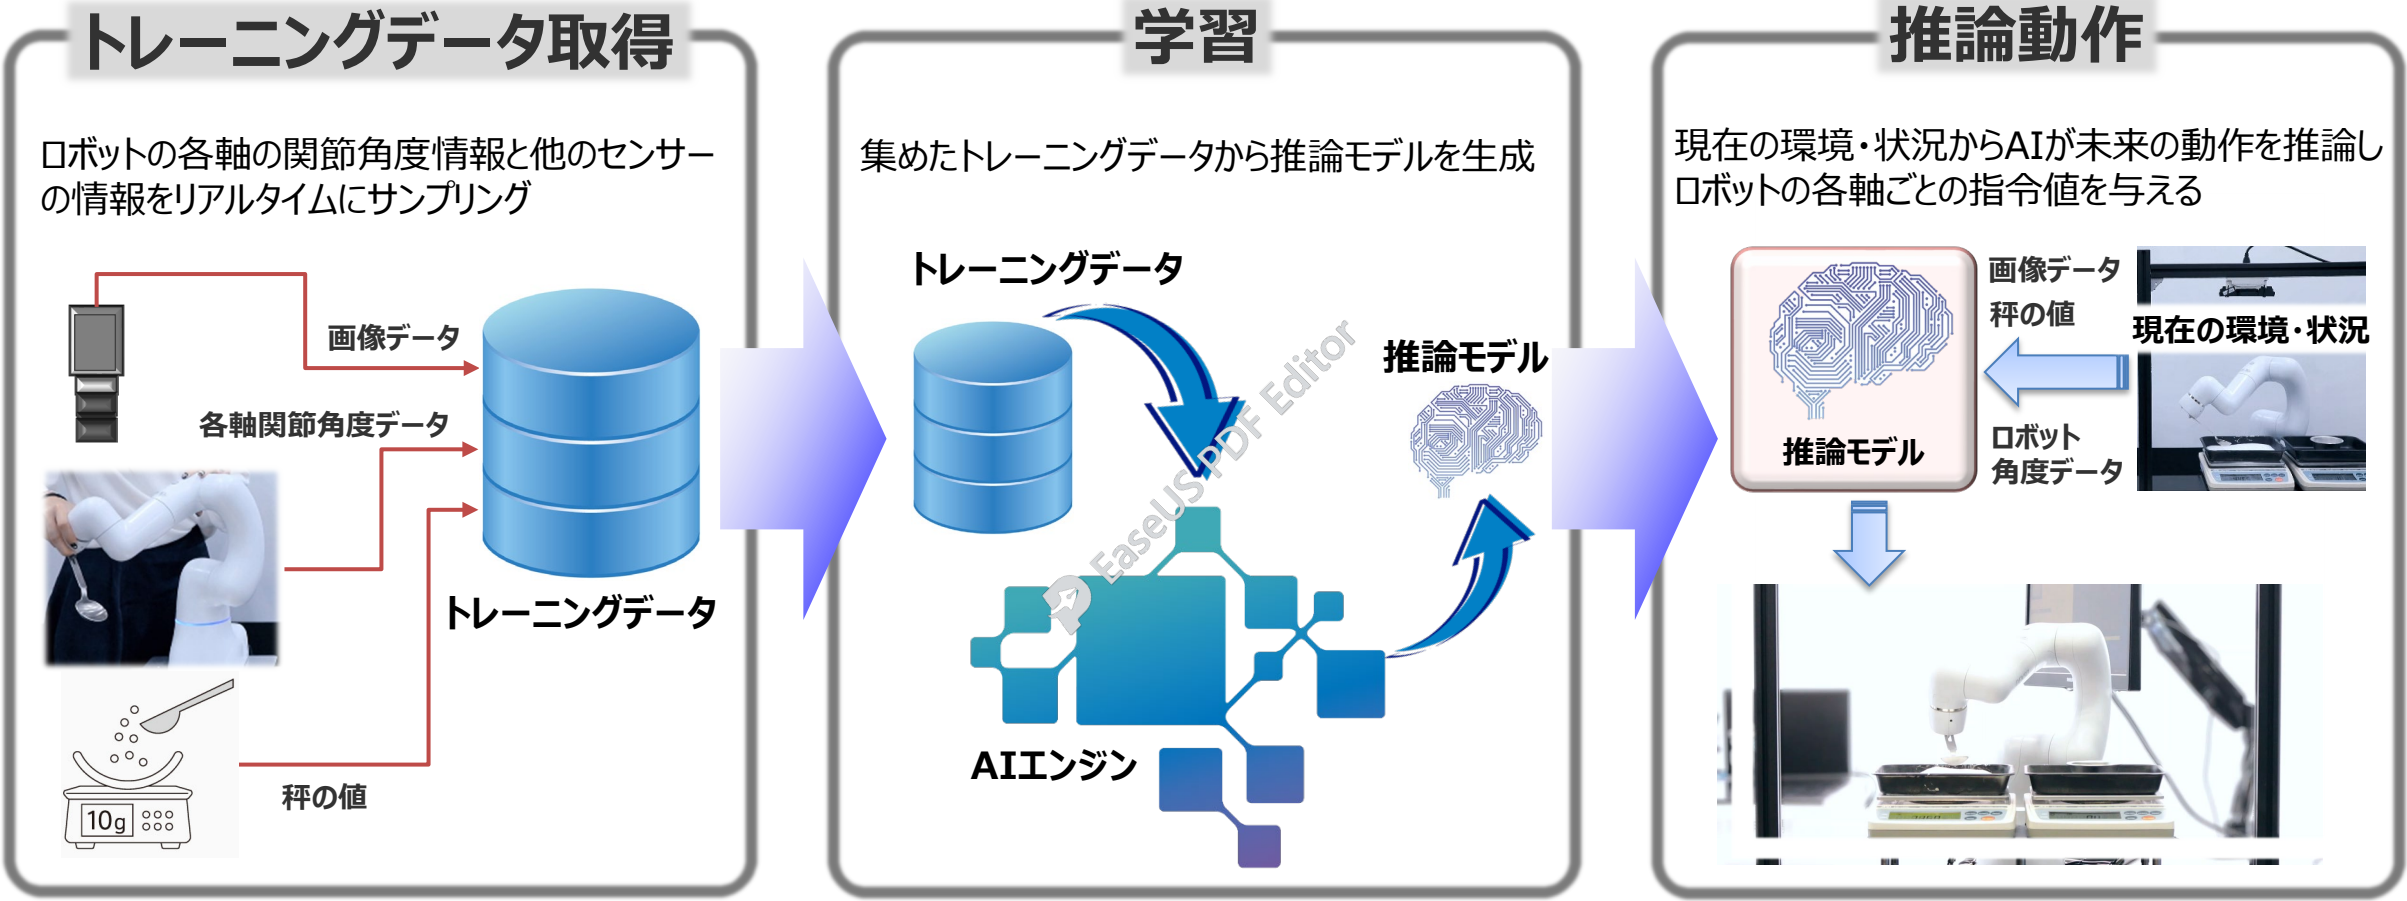 トレーニングデータ取得
ロボットの各軸の関節角度情報と他のセンサー
の情報をリアルタイムにサンプリング
画像データ
各軸関節角度データ
トレーニングデータ
秤の値
10g
学習
集めたトレーニングデータから推論モデルを生成
トレーニングデータ
推論モデル
EaseUS PDF Editor
AIエンジン
推論動作
現在の環境・状況からAIが未来の動作を推論し
ロボットの各軸ごとの指令値を与える
画像データ
秤の値
現在の環境・状況
推論モデル
ロボット
角度データ